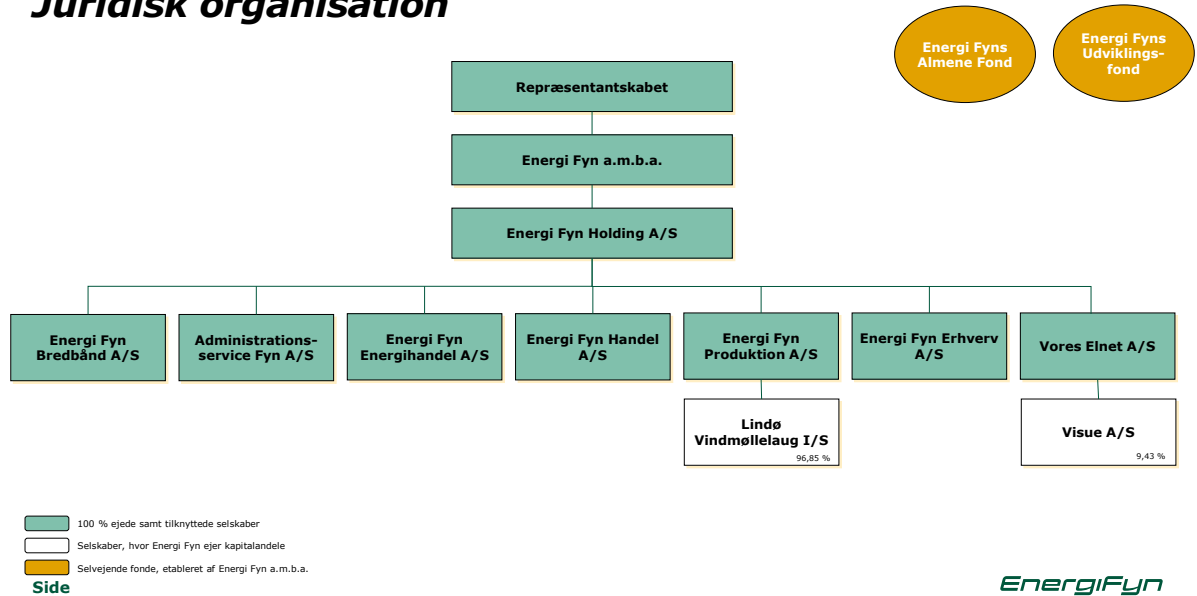 Juridisk organisation
Energi Fyns
Almene Fond
Energi Fyns
Udviklings-
fond
Repræsentantskabet
Energi Fyn a.m.b.a.
Energi Fyn Holding A/S
Energi Fyn
Bredbånd A/S
Administrations-
service Fyn A/S
Energi Fyn
Energihandel A/S
Energi Fyn Handel
A/S
Energi Fyn
Produktion A/S
Energi Fyn Erhverv
A/S
Vores Elnet A/S
Lindø
Vindmøllelaug I/S
96,85 %
Visue A/S
9,43 %
100 % ejede samt tilknyttede selskaber
Selskaber, hvor Energi Fyn ejer kapitalandele
Selvejende fonde, etableret af Energi Fyn a.m.b.a.
Side
EnergiFyn